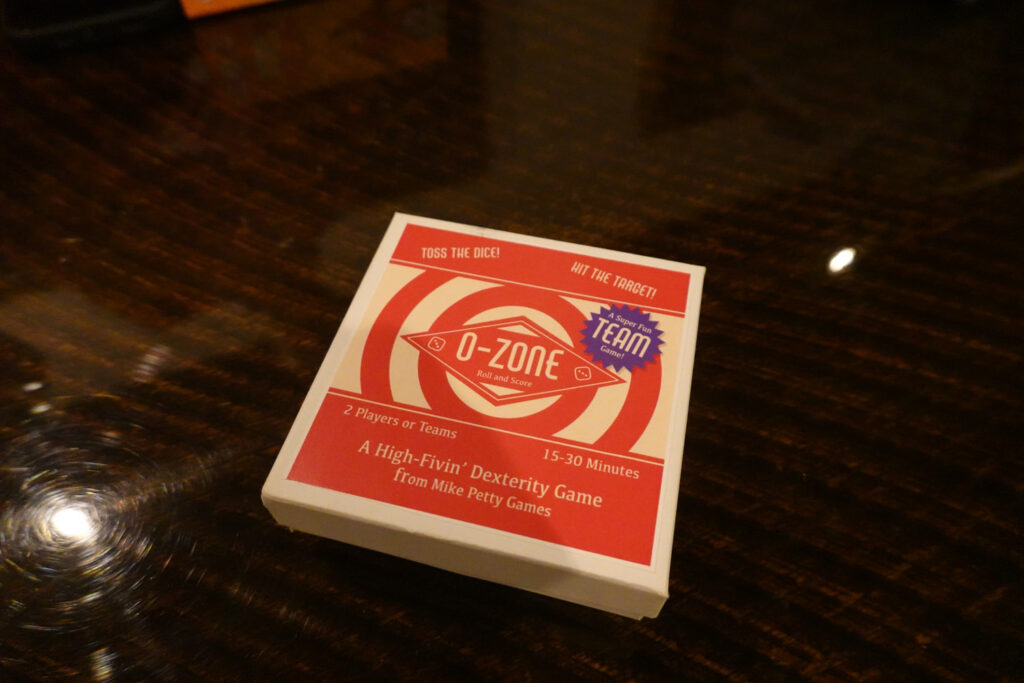 TOSS THE DICE!
HIT THE TARGET!
A Super Fun
TEAM
Game!
O-ZONE
Roll and Score
2 Players or Teams
15-30 Minutes
A High-Fivin' Dexterity Game
from Mike Petty Games